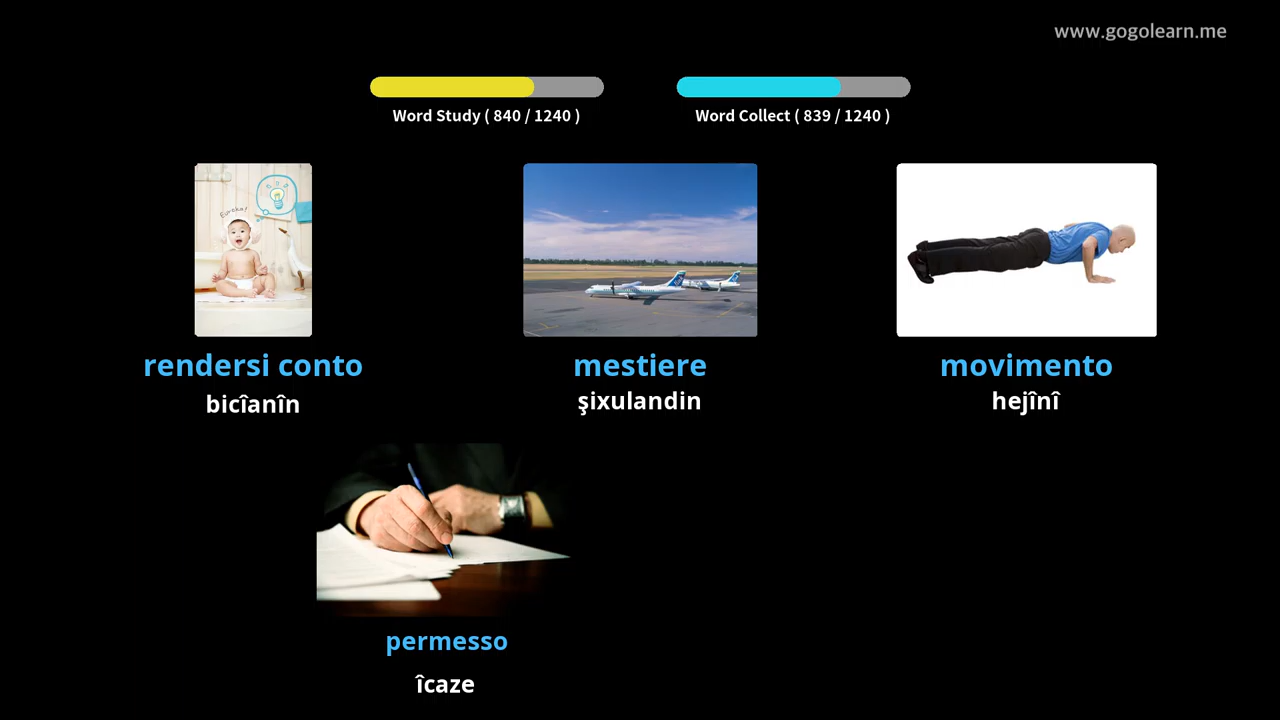 www.gogolearn.me
Word Study ( 840 / 1240 )
Word Collect ( 839 / 1240 )
Eureka!
rendersi conto
bicîanîn
mestiere
şixulandin
movimento
hejînî
permesso
îcaze